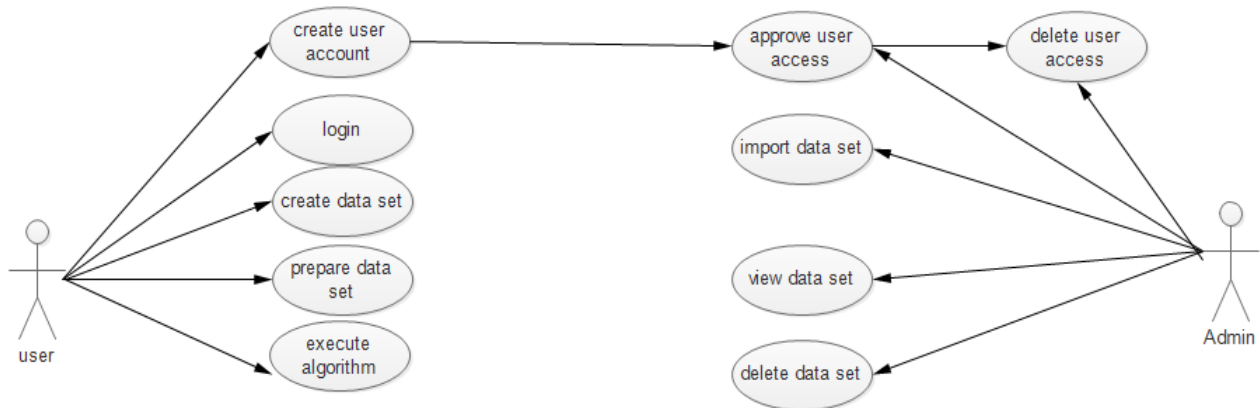 create user
account
approve user
access
delete user
access
login
import data set
create data set
prepare data
set
view data set
execute
algorithm
delete data set
user
Admin